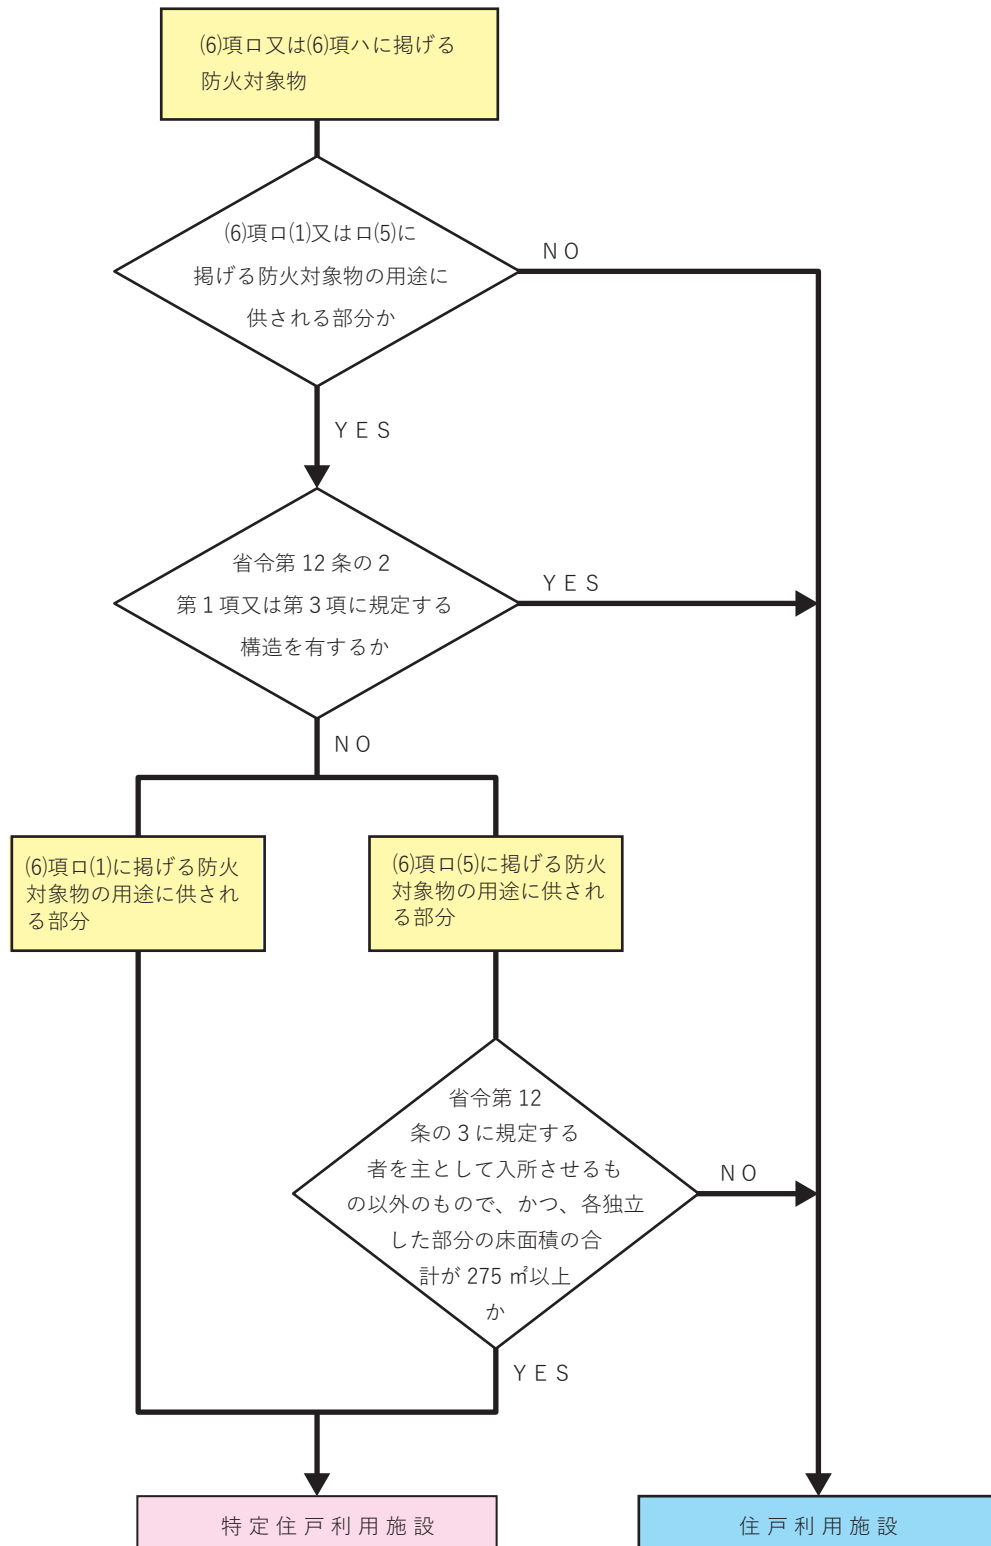 ⑹項ロ又は⑹項ハに掲げる
防火対象物
⑹項ロ⑴又はロ⑸に
掲げる防火対象物の用途に
供される部分か
NO
YES
省令第 12 条の２
第１項又は第３項に規定する
構造を有するか
YES
NO
⑹項ロ⑴に掲げる防火
対象物の用途に供され
る部分
⑹項ロ⑸に掲げる防火
対象物の用途に供され
る部分
省令第 12
条の３に規定する
者を主として入所させるも
の以外のもので、かつ、各独立
した部分の床面積の合
計が 275 ㎡以上
か
NO
YES
特定住戸利用施設
住戸利用施設